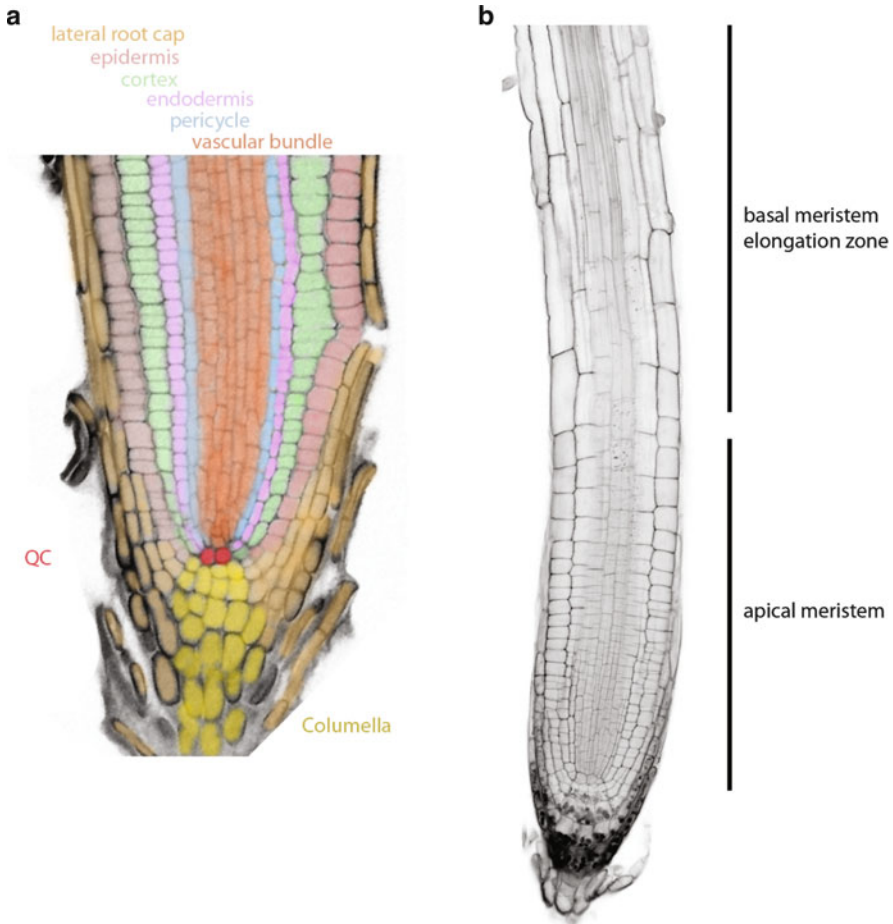 a
lateral root cap
epidermis
cortex
endodermis
pericycle
vascular bundle
QC
Columella
b
basal meristem
elongation zone
apical meristem